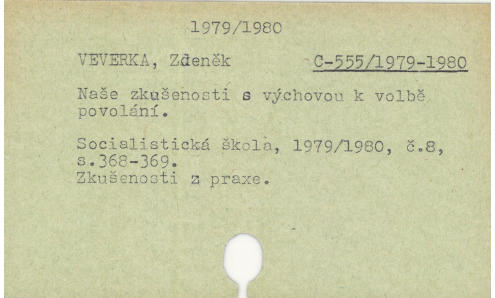 1979/1980
VEVERKA, Zdeněk C-555/1979-1980
Naše zkušenosti s výchovou k volbě
povolání.
Socialistická škola, 1979/1980, č.8,
s.368-369.
Zkušenosti z praxe.